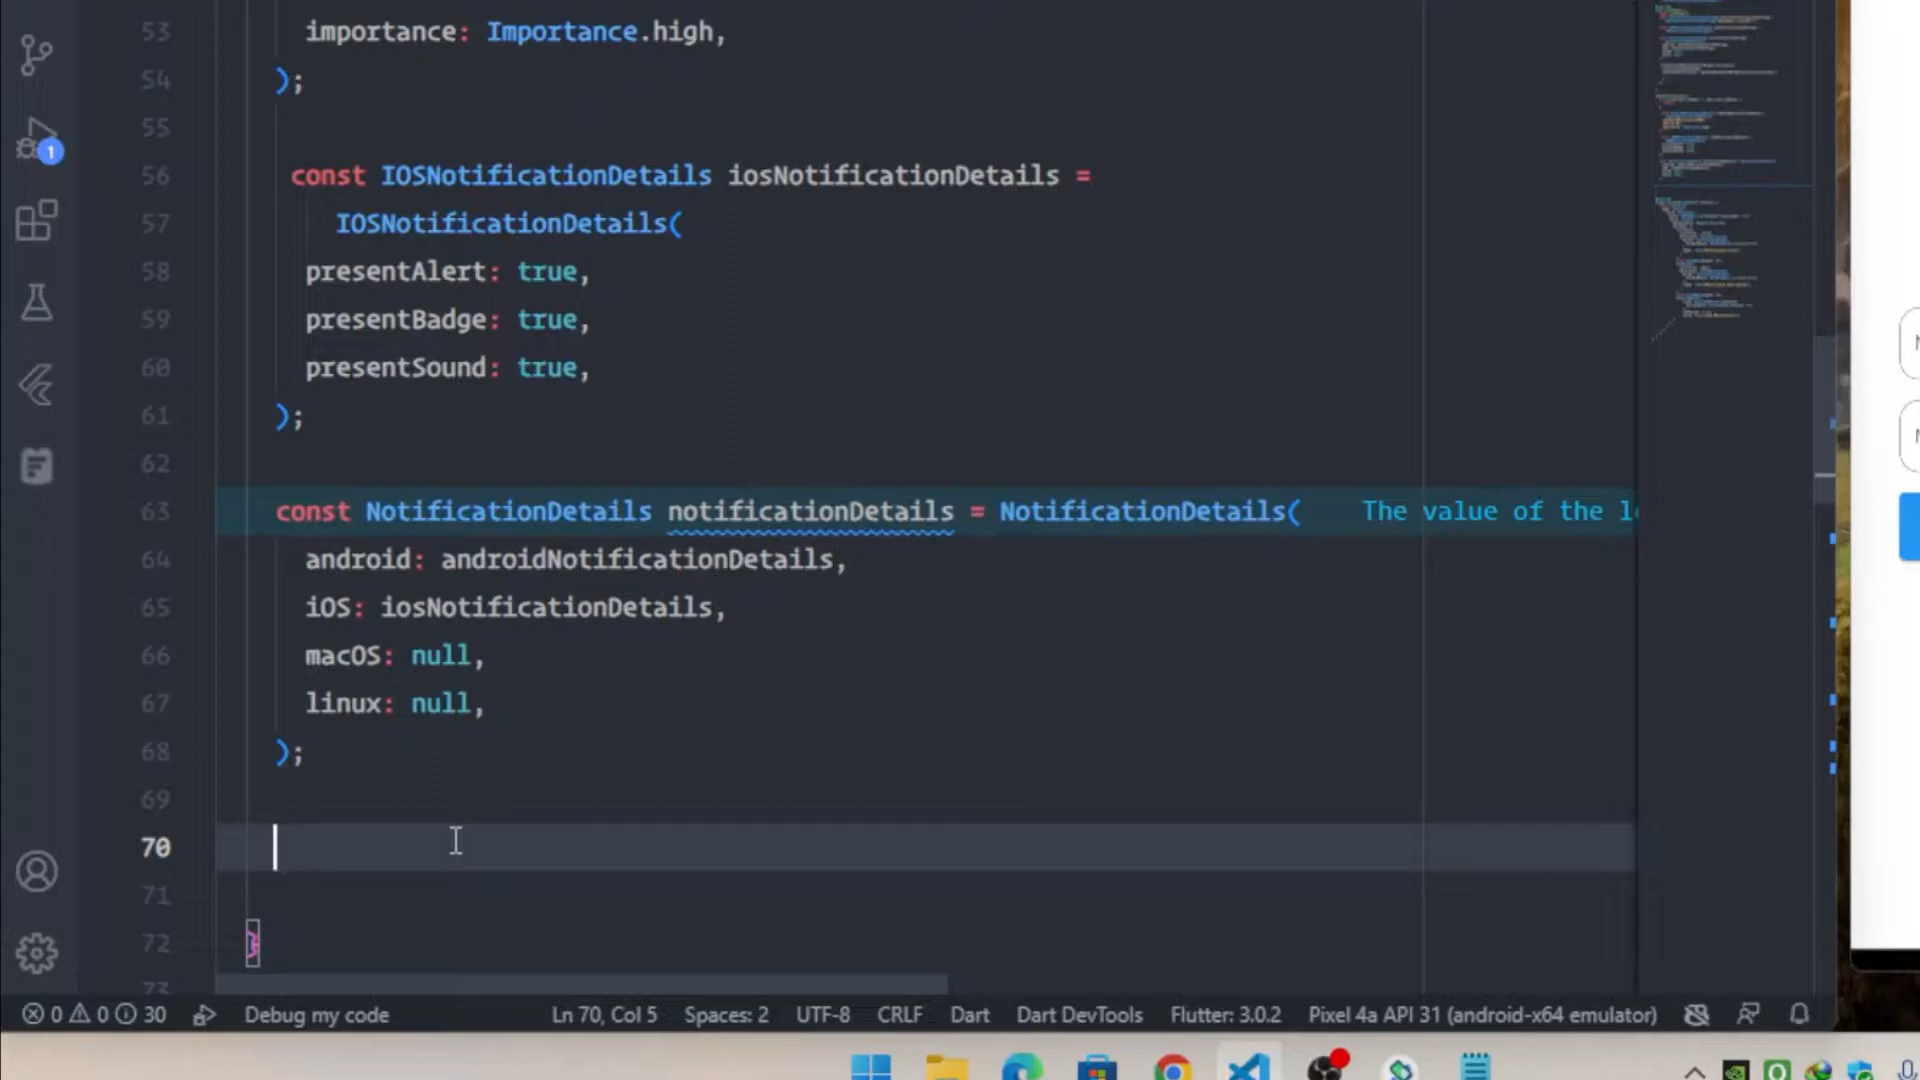 53 importance: Importance.high,
54 );
55
56 const IOSNotificationDetails iosNotificationDetails =
57 IOSNotificationDetails(
58 presentAlert: true,
59 presentBadge: true,
60 presentSound: true,
61 );
62
63 const NotificationDetails notificationDetails = NotificationDetails( The value of the
64 android: androidNotificationDetails,
65 iOS: iosNotificationDetails,
66 macOS: null,
67 linux: null,
68 );
69
70
71
72 }
73
1
0 0 30 Debug my code Ln 70, Col 5 Spaces: 2 UTF-8 CRLF Dart Dart DevTools Flutter: 3.0.2 Pixel 4a API 31 (android-x64 emulator)